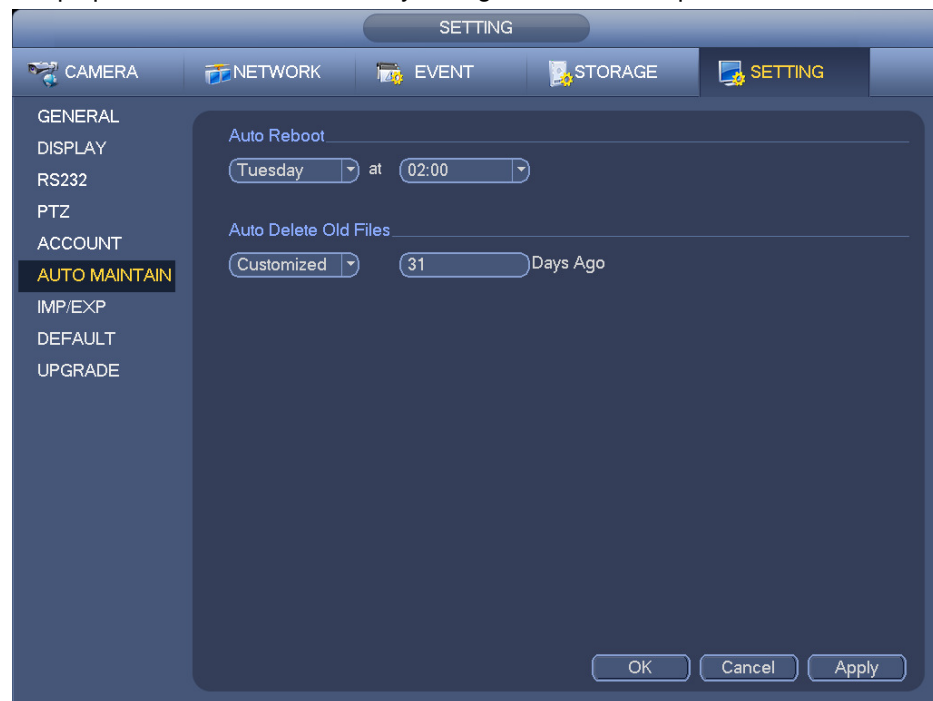 SETTING
CAMERA NETWORK EVENT STORAGE SETTING
GENERAL
DISPLAY
RS232
PTZ
ACCOUNT
AUTO MAINTAIN
IMP/EXP
DEFAULT
UPGRADE
Auto Reboot
Tuesday at 02:00
Auto Delete Old Files
Customized 31 Days Ago
OK Cancel Apply